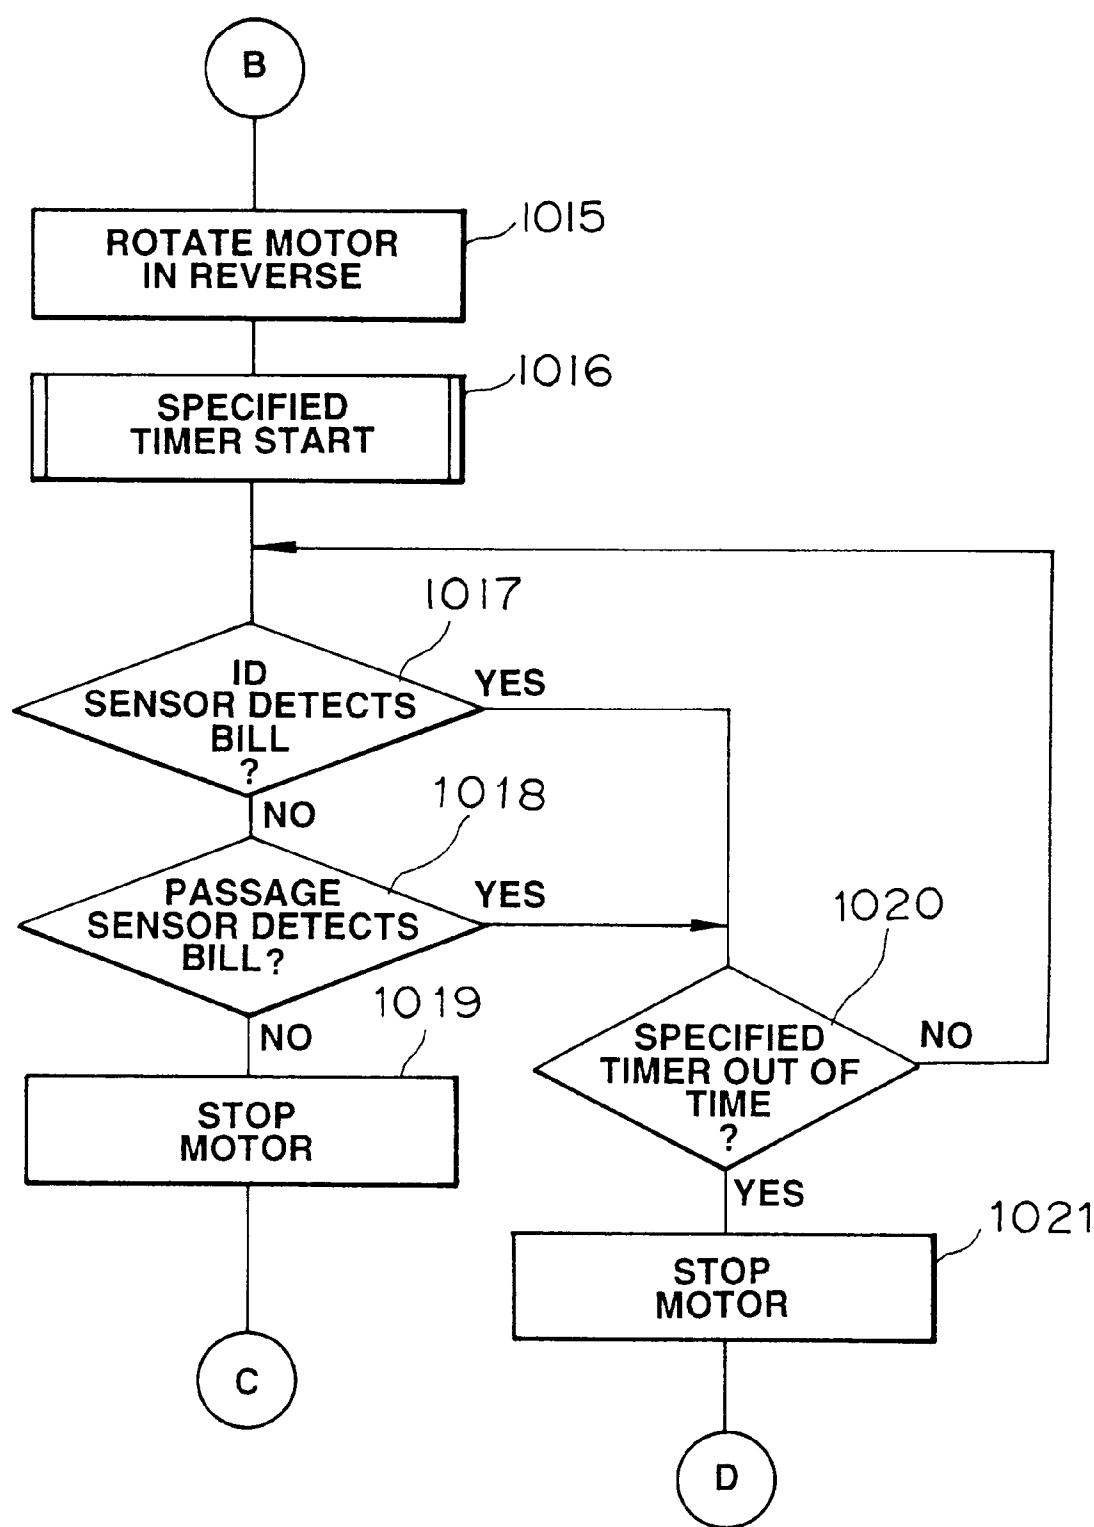 B
1015
ROTATE MOTOR
IN REVERSE
1016
SPECIFIED
TIMER START
1017
ID
SENSOR DETECTS
BILL
?
YES
NO
1018
PASSAGE
SENSOR DETECTS
BILL?
YES
NO
1019
STOP
MOTOR
C
1020
SPECIFIED
TIMER OUT OF
TIME
?
NO
YES
1021
STOP
MOTOR
D